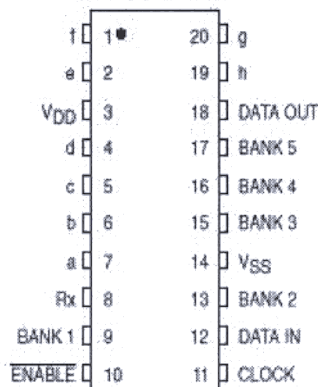 f 1 20 g
e 2 19 h
VDD 3 18 DATA OUT
d 4 17 BANK 5
c 5 16 BANK 4
b 6 15 BANK 3
a 7 14 VSS
Rx 8 13 BANK 2
BANK 1 9 12 DATA IN
ENABLE 10 11 CLOCK